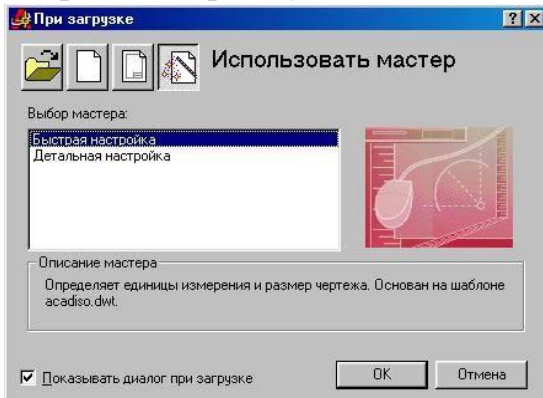 При загрузке
Использовать мастер
Выбор мастера:
Быстрая настройка
Детальная настройка
Описание мастера
Определяет единицы измерения и размер чертежа. Основан на шаблоне
acadiso.dwt.
Показывать диалог при загрузке
OK
Отмена